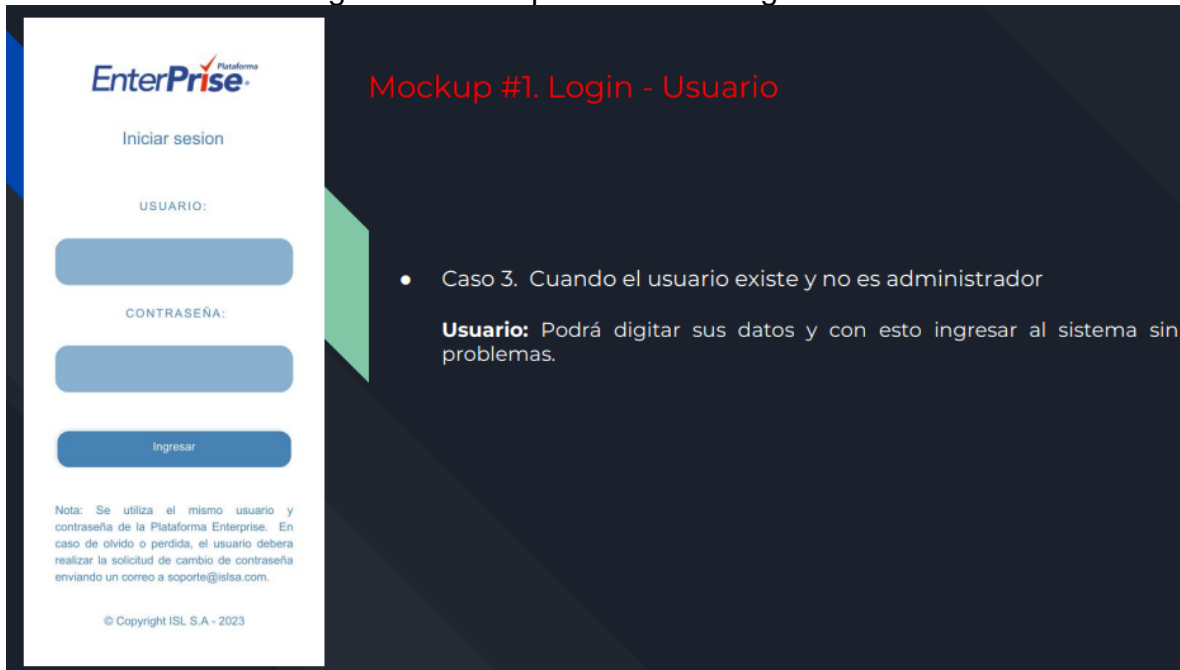 Plataforma
EnterPrise
Iniciar sesion
USUARIO:
CONTRASEÑA:
Ingresar
Nota: Se utiliza el mismo usuario y
contraseña de la Plataforma Enterprise. En
caso de olvido o perdida, el usuario debera
realizar la solicitud de cambio de contraseña
enviando un correo a soporte@islsa.com.
© Copyright ISL S.A - 2023
Mockup #1. Login - Usuario
● Caso 3. Cuando el usuario existe y no es administrador
Usuario: Podrá digitar sus datos y con esto ingresar al sistema sin
problemas.